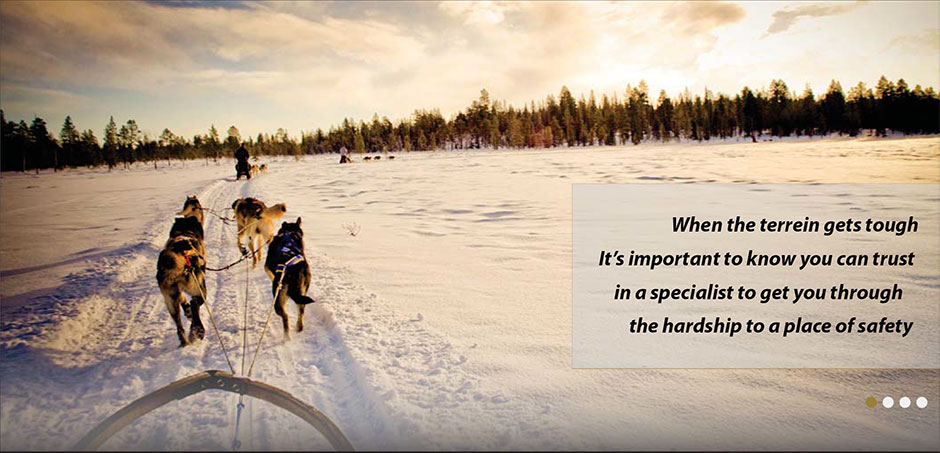 When the terrein gets tough
It's important to know you can trust
in a specialist to get you through
the hardship to a place of safety